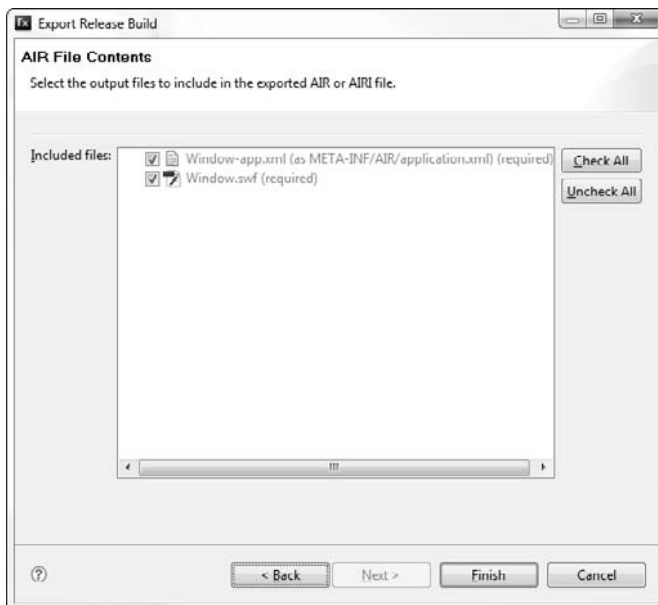 Fx Export Release Build
AIR File Contents
Select the output files to include in the exported AIR or AIRI file.
Included files:
Window-app.xml (as META-INF/AIR/application.xml) (required)
Window.swf (required)
Check All
Uncheck All
< Back
Next >
Finish
Cancel